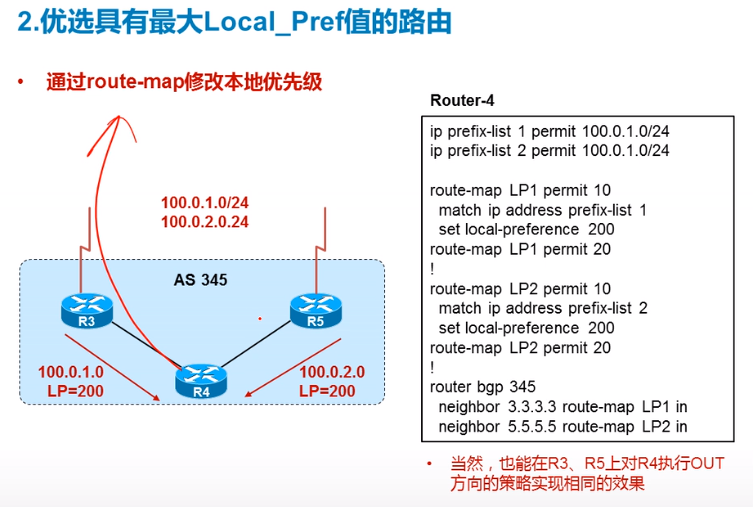 2.优选具有最大Local_Pref值的路由
• 通过route-map修改本地优先级
100.0.1.0/24
100.0.2.0.24
AS 345
R3
R5
R4
100.0.1.0
LP=200
100.0.2.0
LP=200
Router-4
ip prefix-list 1 permit 100.0.1.0/24
ip prefix-list 2 permit 100.0.1.0/24
route-map LP1 permit 10
match ip address prefix-list 1
set local-preference 200
route-map LP1 permit 20
!
route-map LP2 permit 10
match ip address prefix-list 2
set local-preference 200
route-map LP2 permit 20
!
router bgp 345
neighbor 3.3.3.3 route-map LP1 in
neighbor 5.5.5.5 route-map LP2 in
• 当然，也能在R3、R5上对R4执行OUT
方向的策略实现相同的效果